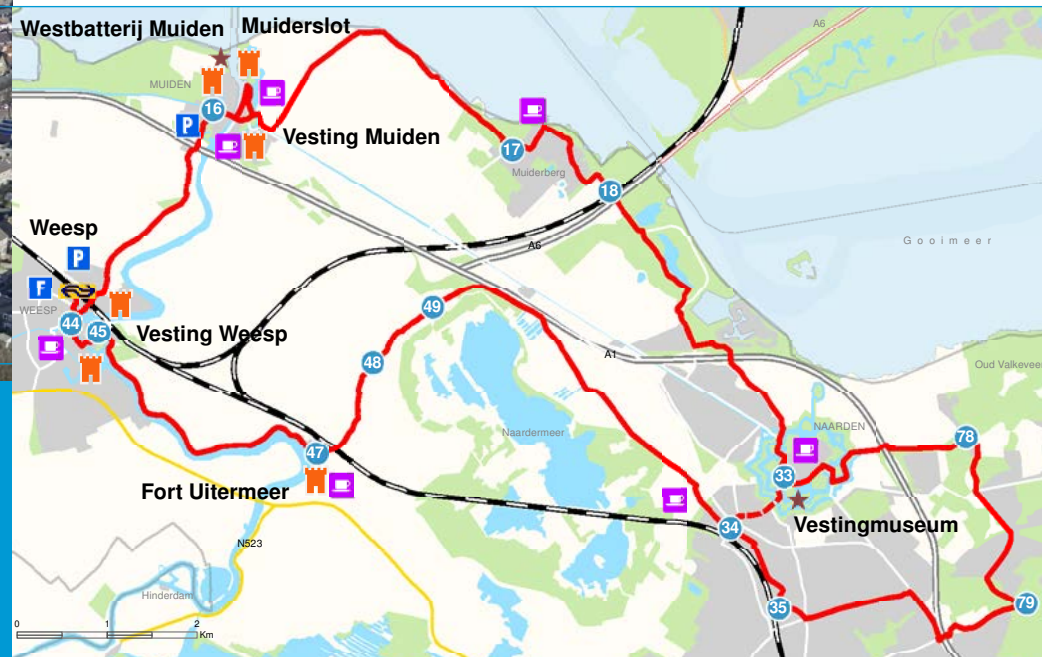 Westbatterij Muiden
Muiderslot
A6
MUIDEN
16
P
Vesting Muiden
17
Muiderberg
18
Weesp
P
Gooimeer
A6
F
WEESP
44
45
49
Vesting Weesp
48
A1
Oud Valkeveen
Naardermeer
NAARDEN
78
47
33
Fort Uitermeer
34
Vestingmuseum
N523
Hinderdam
35
79
0
2
Km